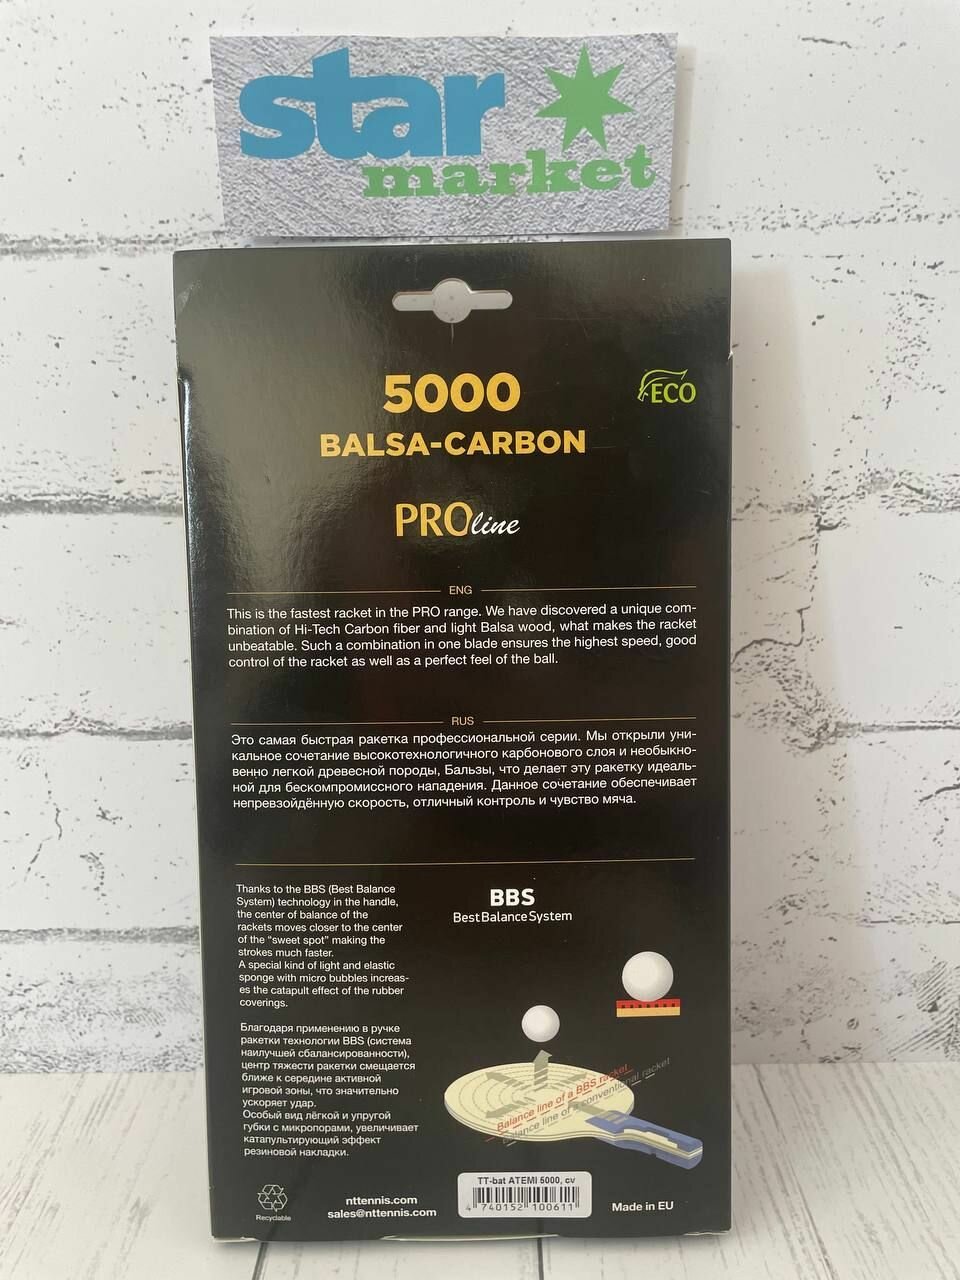 star
market
5000
ECO
BALSA-CARBON
PROline
ENG
This is the fastest racket in the PRO range. We have discovered a unique com-
bination of Hi-Tech Carbon fiber and light Balsa wood, what makes the racket
unbeatable. Such a combination in one blade ensures the highest speed, good
control of the racket as well as a perfect feel of the ball.
RUS
Это самая быстрая ракетка профессиональной серии. Мы открыли уни-
кальное сочетание высокотехнологичного карбонового слоя и необыкно-
венно легкой древесной породы, Бальзы, что делает эту ракетку идеаль-
ной для бескомпромиссного нападения. Данное сочетание обеспечивает
непревзойдённую скорость, отличный контроль и чувство мяча.
Thanks to the BBS (Best Balance
System) technology in the handle,
the center of balance of the
rackets moves closer to the center
of the “sweet spot” making the
strokes much faster.
A special kind of light and elastic
sponge with micro bubbles increas-
es the catapult effect of the rubber
coverings.
Благодаря применению в ручке
ракетки технологии BBS (система
наилучшей сбалансированности),
центр тяжести ракетки смещается
ближе к середине активной
игровой зоны, что значительно
ускоряет удар.
Особый вид лёгкой и упругой
губки с микропорами, увеличивает
катапультирующий эффект
резиновой накладки.
BBS
Best Balance System
Balance line of a BBS racket
Balance line of a conventional racket
Recyclable
nttennis.com
sales@nttennis.com
TT-bat ATEMI 5000, cv
4 740152 100611
Made in EU